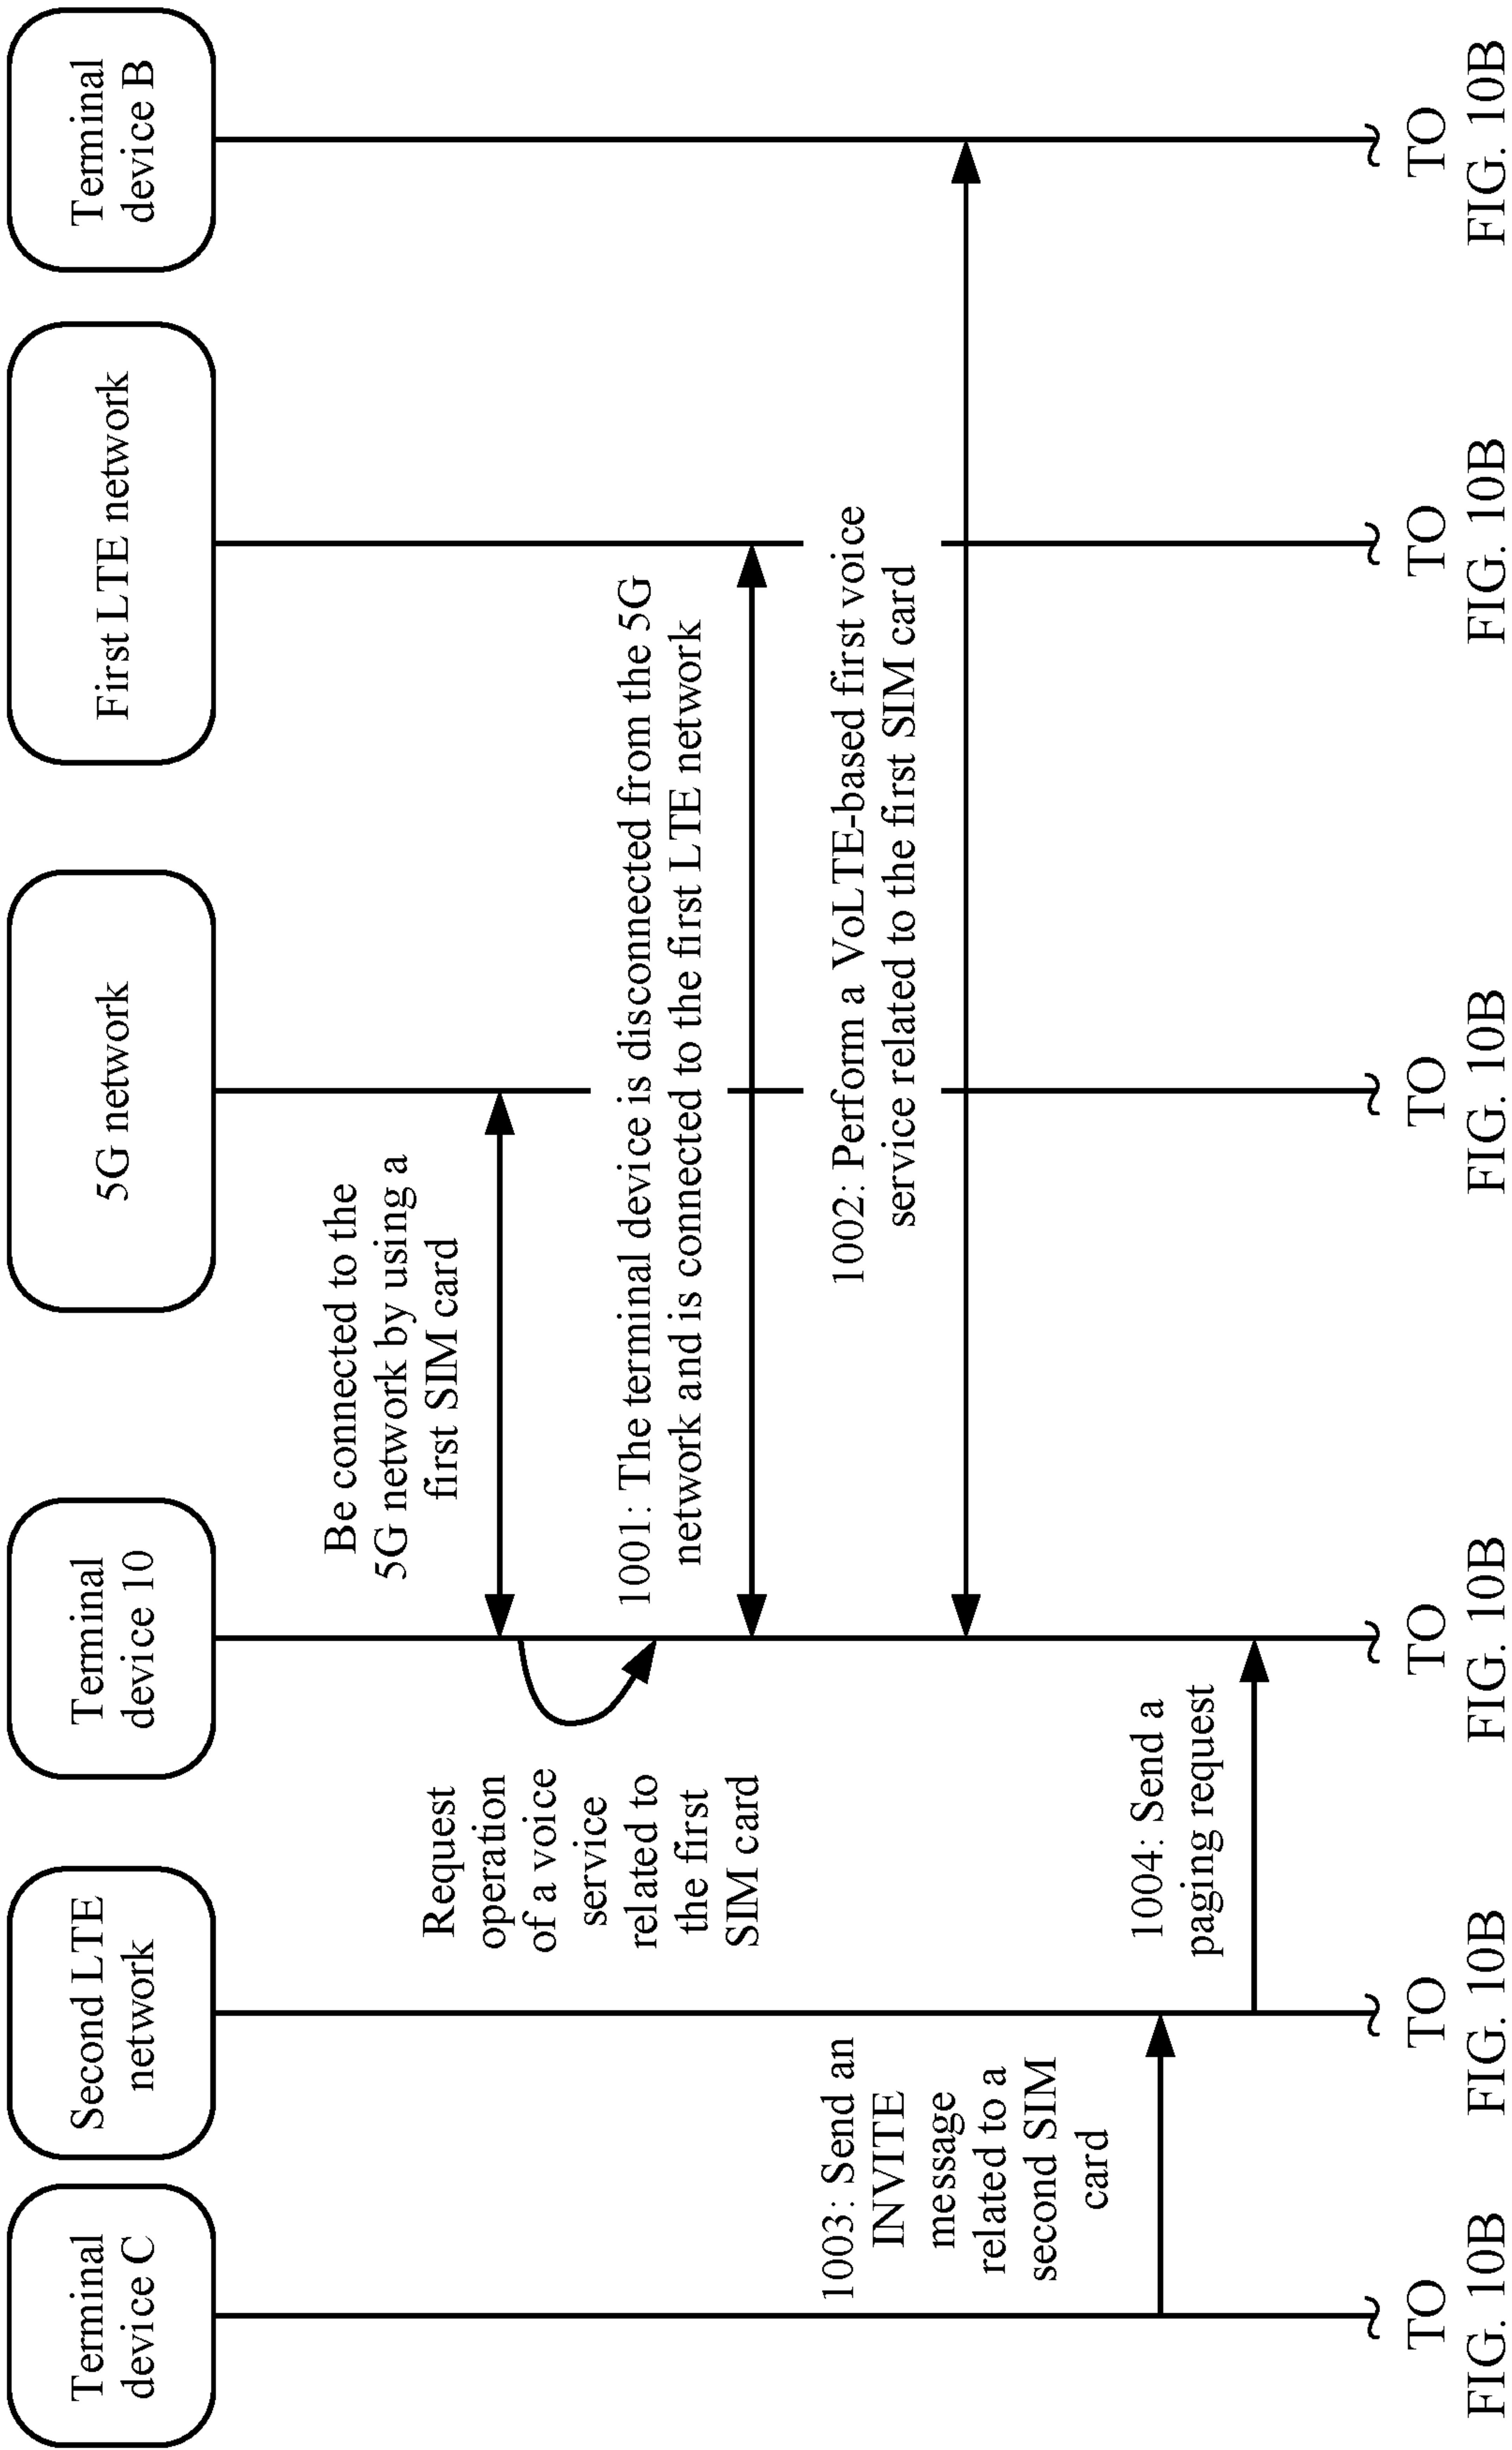 Terminal
device C
Second LTE
network
Terminal
device 10
5G network
First LTE network
Terminal
device B
Be connected to the
5G network by using a
first SIM card
Request
operation
of a voice
service
related to
the first
SIM card
1001: The terminal device is disconnected from the 5G
network and is connected to the first LTE network
1002: Perform a VoLTE-based first voice
service related to the first SIM card
1003: Send an
INVITE
message
related to a
second SIM
card
1004: Send a
paging request
TO
FIG. 10B
TO
FIG. 10B
TO
FIG. 10B
TO
FIG. 10B
TO
FIG. 10B
TO
FIG. 10B